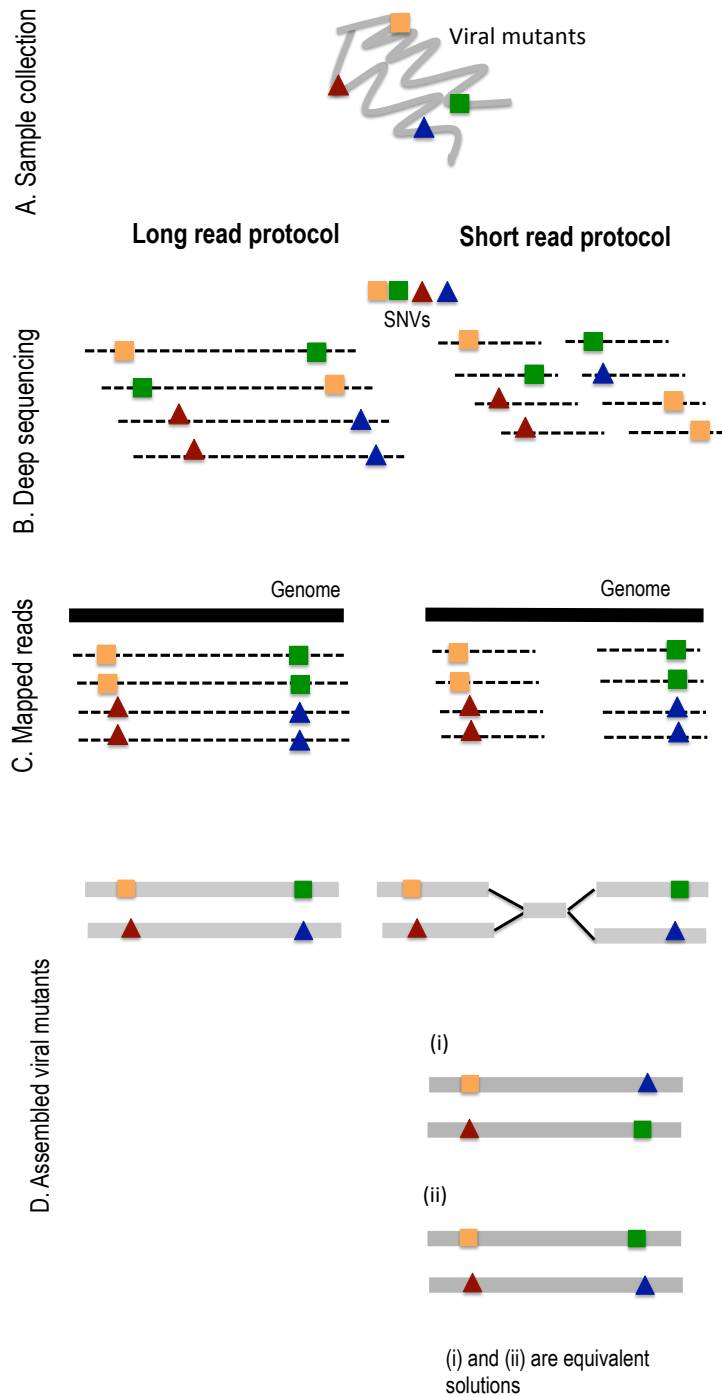 A. Sample collection
Viral mutants
Long read protocol
Short read protocol
SNVs
B. Deep sequencing
Genome
Genome
C. Mapped reads
D. Assembled viral mutants
(i)
(ii)
(i) and (ii) are equivalent
solutions